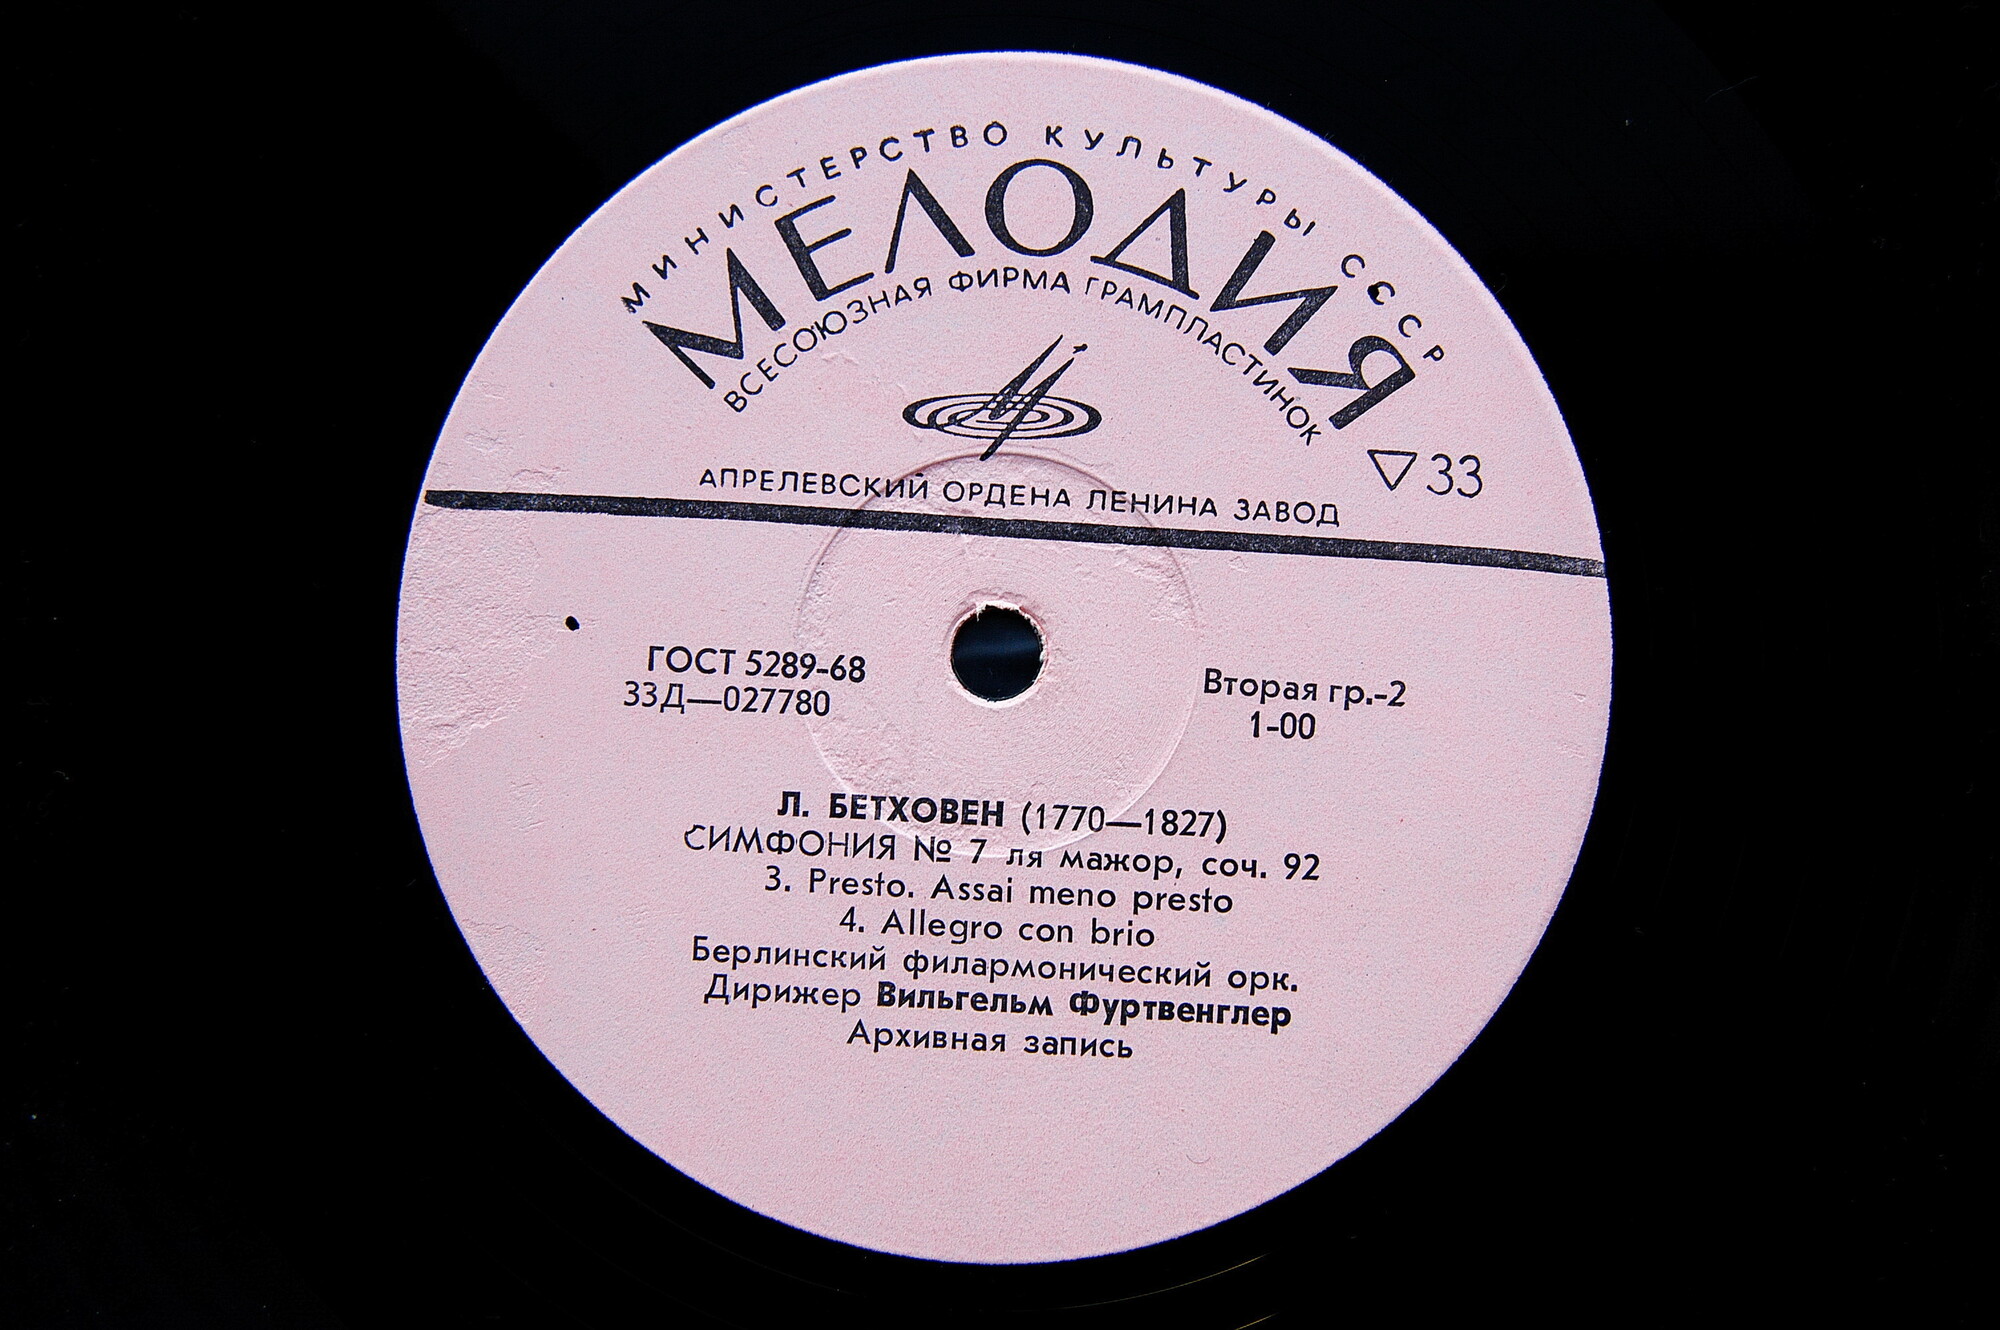 МИНИСТЕРСТВО КУЛЬТУРЫ СССР
МЕЛОДИЯ
ВСЕСОЮЗНАЯ ФИРМА ГРАМПЛАСТИНОК
▽33
АПРЕЛЕВСКИЙ ОРДЕНА ЛЕНИНА ЗАВОД
ГОСТ 5289-68
33Д—027780
Вторая гр.-2
1-00
Л. БЕТХОВЕН (1770—1827)
СИМФОНИЯ № 7 ля мажор, соч. 92
3. Presto. Assai meno presto
4. Allegro con brio
Берлинский филармонический орк.
Дирижер Вильгельм Фуртвенглер
Архивная запись